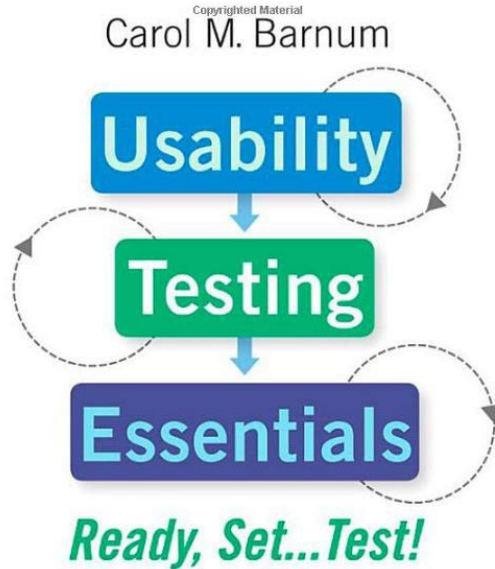 Copyrighted Material
Carol M. Barnum
Usability
Testing
Essentials
Ready, Set...Test!